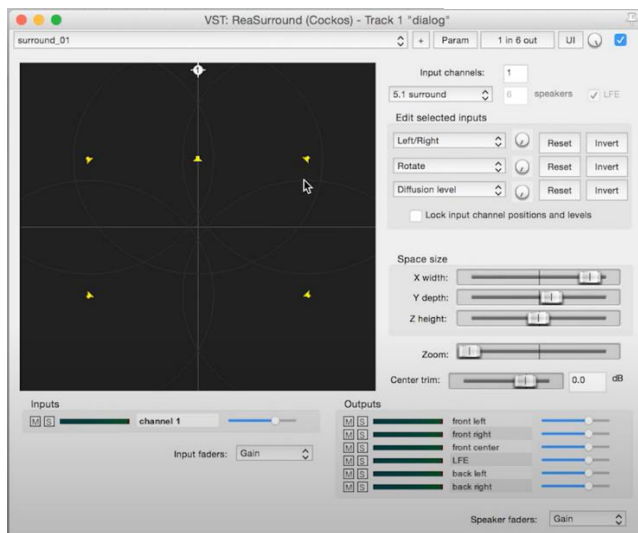 VST: ReaSurround (Cockos) - Track 1 "dialog"
surround_01 + Param 1 in 6 out UI
1
Input channels: 1
5.1 surround 6 speakers LFE
Edit selected inputs
Left/Right Reset Invert
Rotate Reset Invert
Diffusion level Reset Invert
Lock input channel positions and levels
Space size
X width:
Y depth:
Z height:
Zoom:
Center trim: 0.0 dB
Inputs
M S channel 1
Input faders: Gain
Outputs
M S front left
M S front right
M S front center
M S LFE
M S back left
M S back right
Speaker faders: Gain